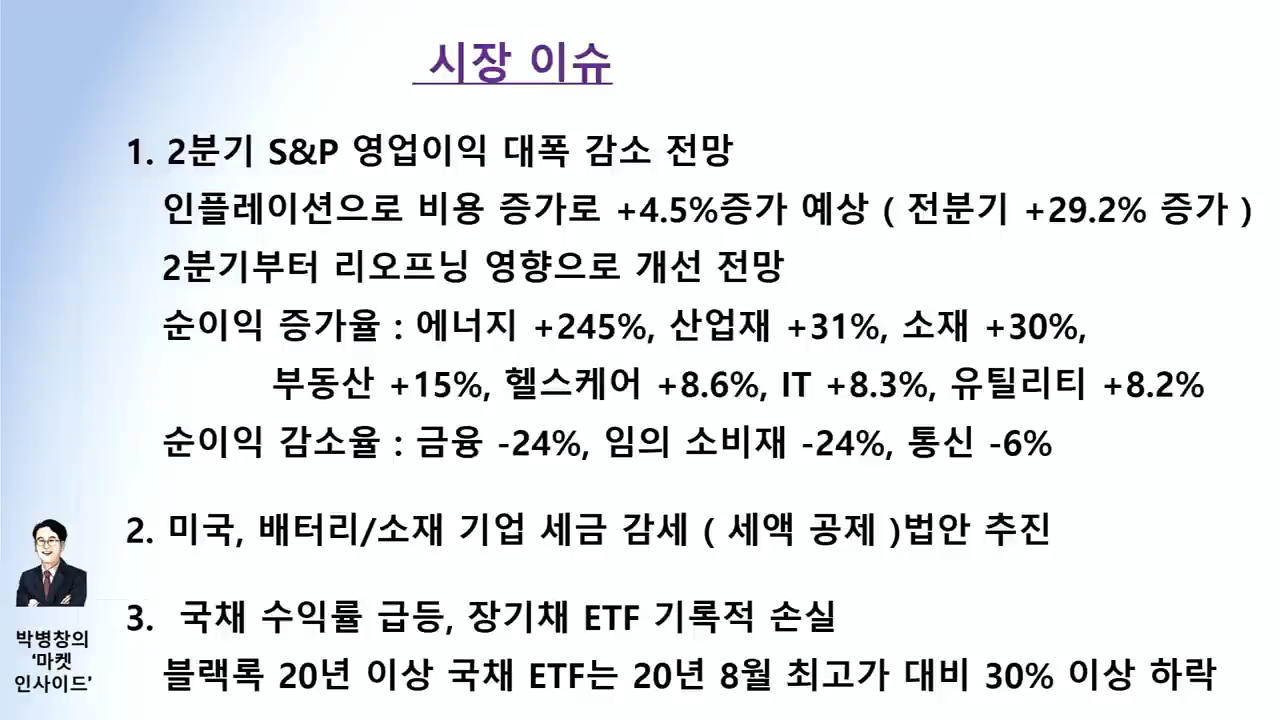 시장 이슈
1. 2분기 S&P 영업이익 대폭 감소 전망
인플레이션으로 비용 증가로 +4.5%증가 예상 ( 전분기 +29.2% 증가 )
2분기부터 리오프닝 영향으로 개선 전망
순이익 증가율 : 에너지 +245%, 산업재 +31%, 소재 +30%,
부동산 +15%, 헬스케어 +8.6%, IT +8.3%, 유틸리티 +8.2%
순이익 감소율 : 금융 -24%, 임의 소비재 -24%, 통신 -6%
2. 미국, 배터리/소재 기업 세금 감세 ( 세액 공제 )법안 추진
3. 국채 수익률 급등, 장기채 ETF 기록적 손실
블랙록 20년 이상 국채 ETF는 20년 8월 최고가 대비 30% 이상 하락
박병창의
‘마켓
인사이드’